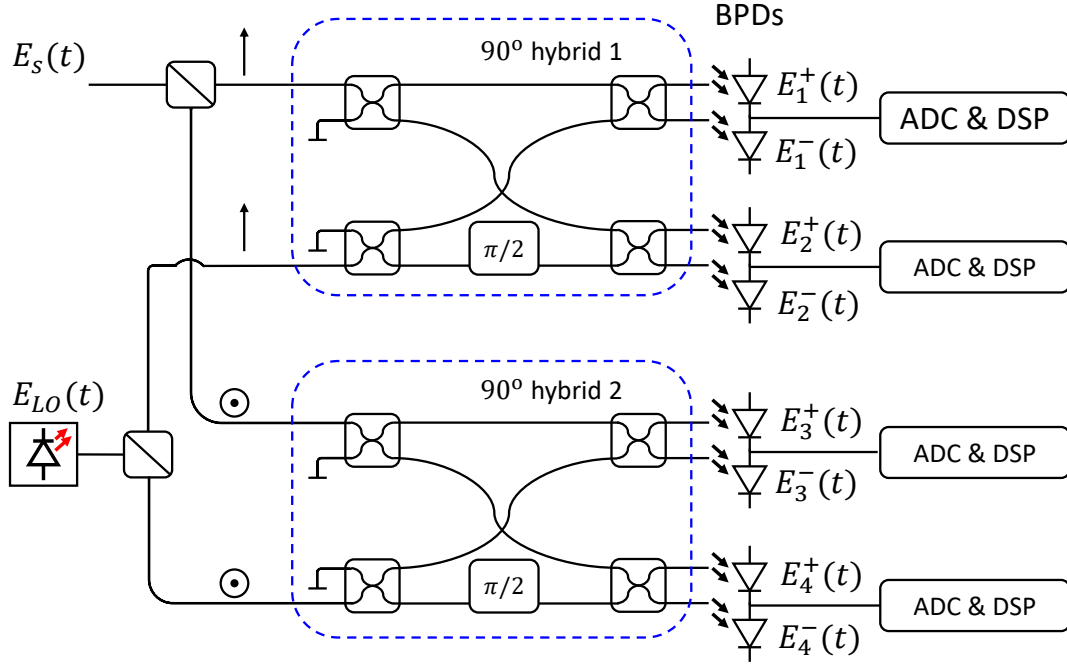 BPDs
E_s(t)
90° hybrid 1
E_1^+(t)
ADC & DSP
E_1^-(t)
E_2^+(t)
π/2
ADC & DSP
E_2^-(t)
E_LO(t)
90° hybrid 2
E_3^+(t)
ADC & DSP
E_3^-(t)
E_4^+(t)
π/2
ADC & DSP
E_4^-(t)